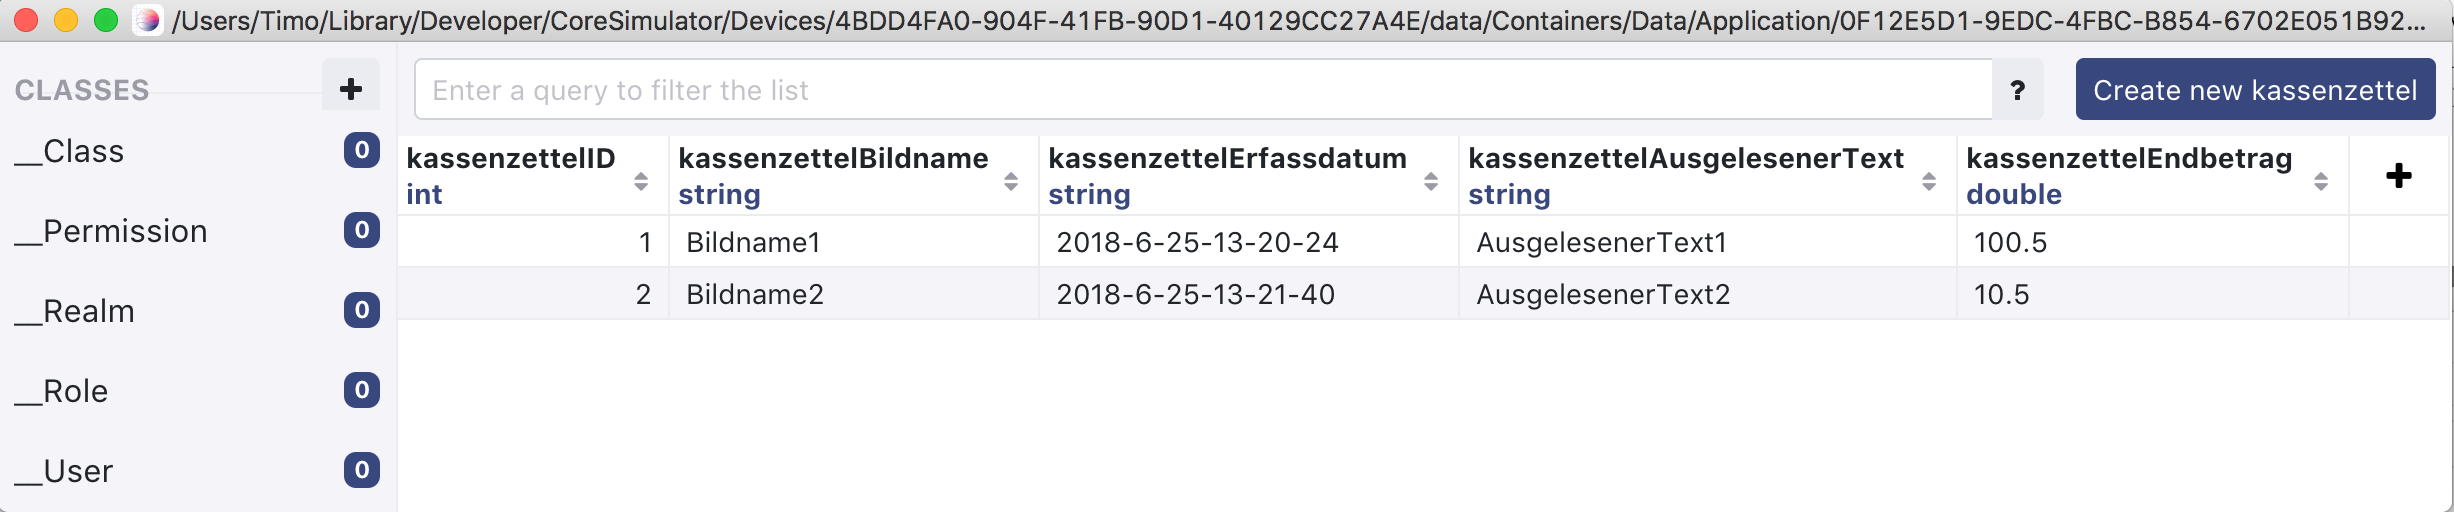 /Users/Timo/Library/Developer/CoreSimulator/Devices/4BDD4FA0-904F-41FB-90D1-40129CC27A4E/data/Containers/Data/Application/0F12E5D1-9EDC-4FBC-B854-6702E051B92...
CLASSES +
Enter a query to filter the list ? Create new kassenzettel
__Class 0
__Permission 0
__Realm 0
__Role 0
__User 0
kassenzettelID kassenzettelBildname kassenzettelErfassdatum kassenzettelAusgelesenerText kassenzettelEndbetrag +
int string string string double
1 Bildname1 2018-6-25-13-20-24 AusgelesenerText1 100.5
2 Bildname2 2018-6-25-13-21-40 AusgelesenerText2 10.5